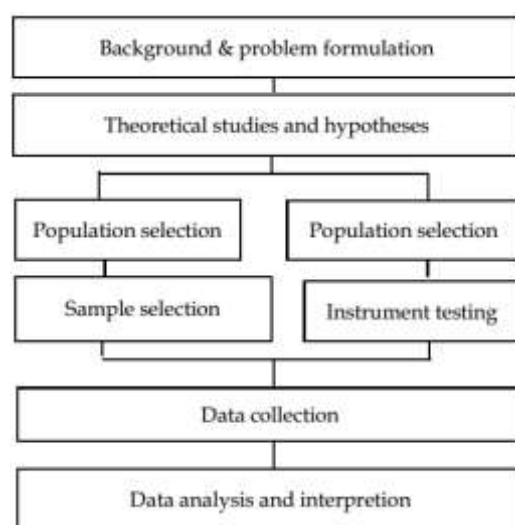 Background & problem formulation
Theoretical studies and hypotheses
Population selection
Population selection
Sample selection
Instrument testing
Data collection
Data analysis and interpretion